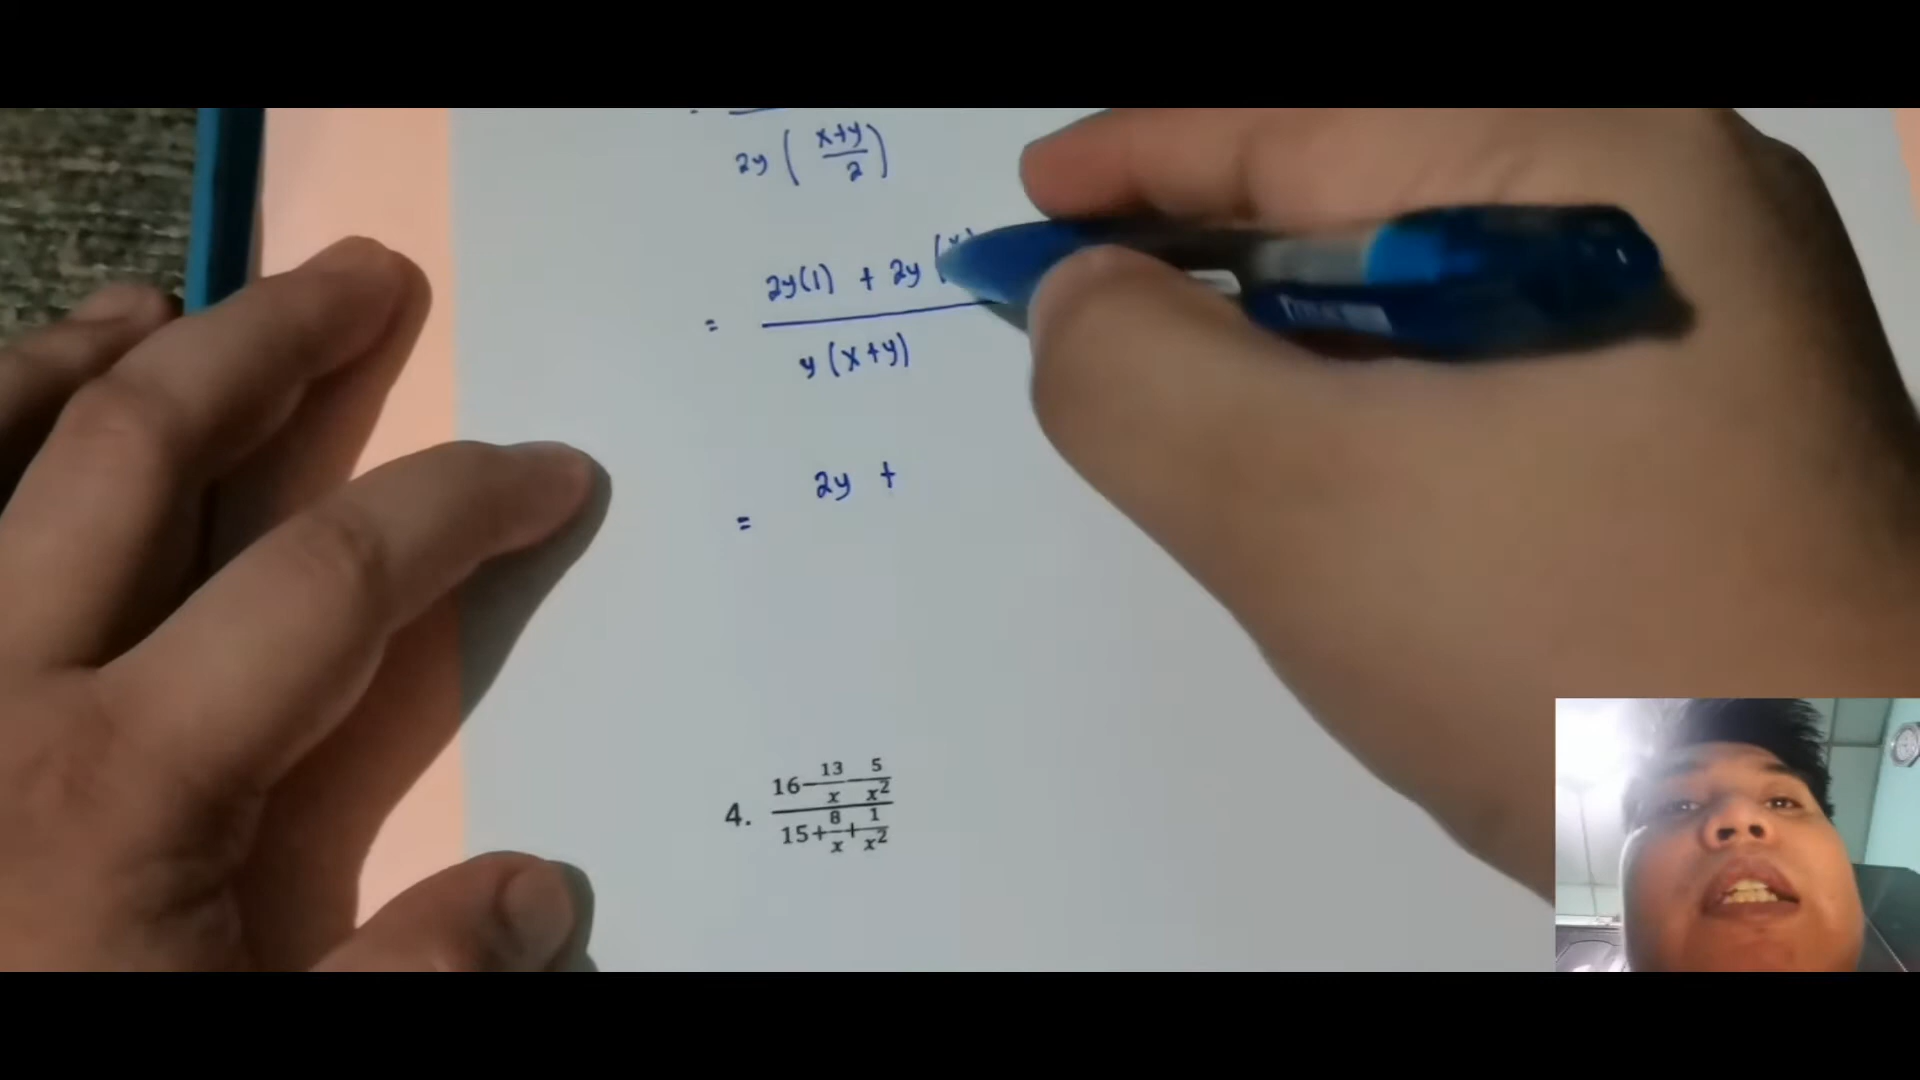 2y ( x+y/2 )
= 2y(1) + 2y (x
y (x+y)
= 2y +
4. 16-13/x-5/x²
15+8/x+1/x²